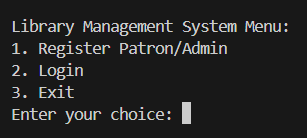 Library Management System Menu:
1. Register Patron/Admin
2. Login
3. Exit
Enter your choice: